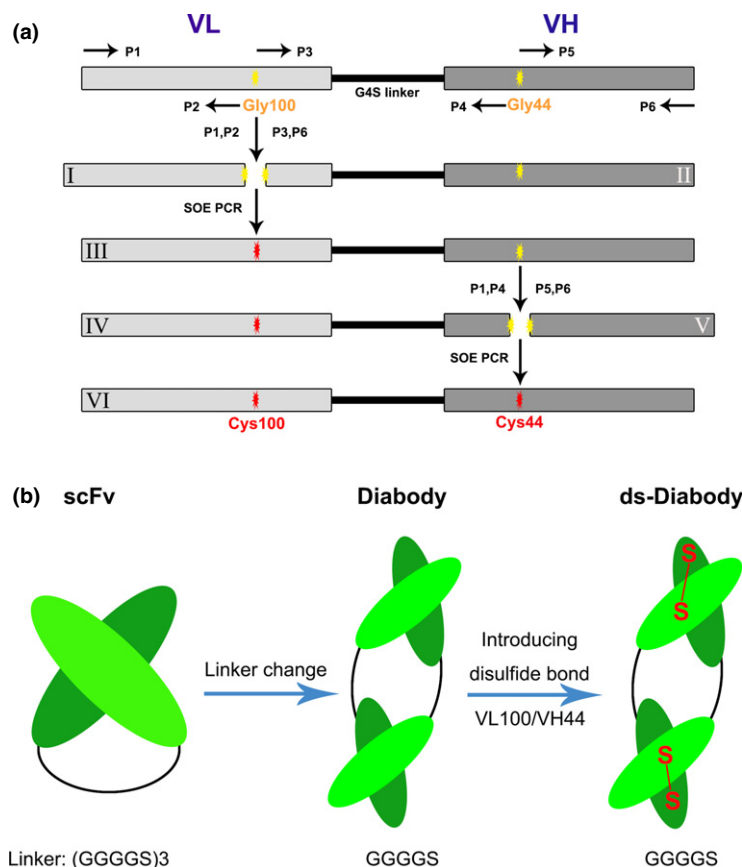 (a)
VL VH
P1 P3 P5
G4S linker
P2 Gly100 P4 Gly44 P6
P1,P2 P3,P6
I II
SOE PCR
III
P1,P4 P5,P6
IV V
SOE PCR
VI
Cys100 Cys44
(b) scFv Diabody ds-Diabody
S
S
Linker change
Introducing
disulfide bond
VL100/VH44
S
S
Linker: (GGGGS)3 GGGGS GGGGS